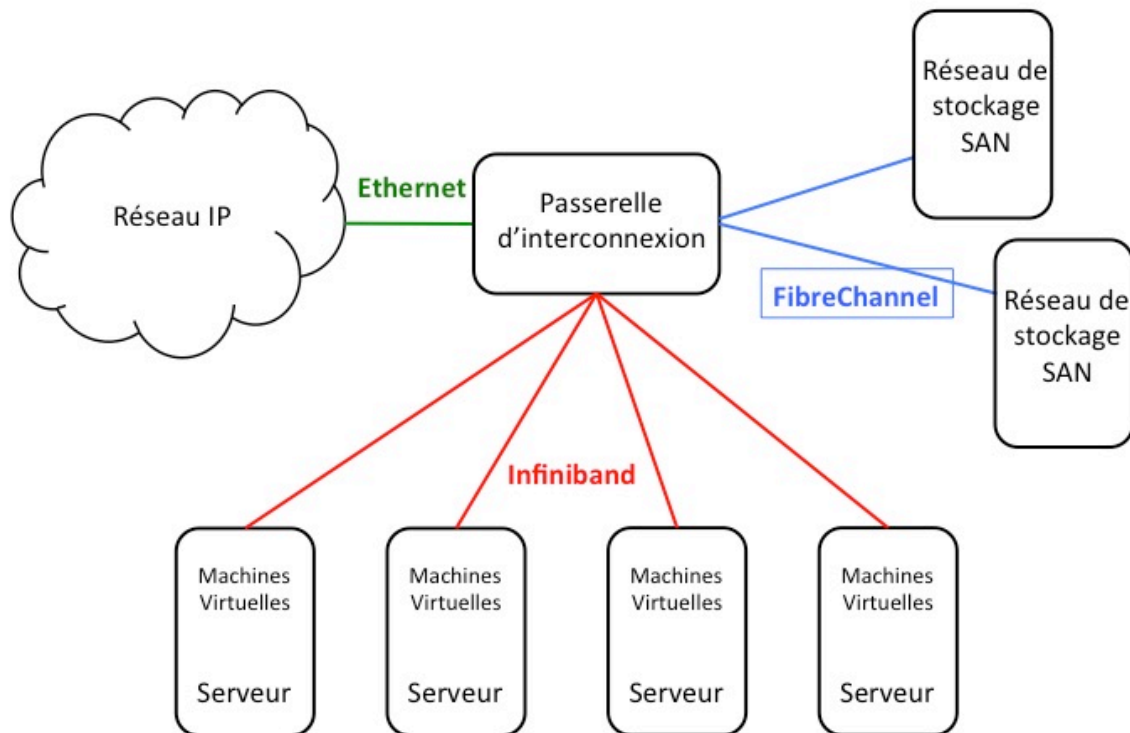 Réseau de
stockage
SAN
Ethernet
Passerelle
d'interconnexion
Réseau IP
FibreChannel
Réseau de
stockage
SAN
Infiniband
Machines
Virtuelles
Serveur
Machines
Virtuelles
Serveur
Machines
Virtuelles
Serveur
Machines
Virtuelles
Serveur